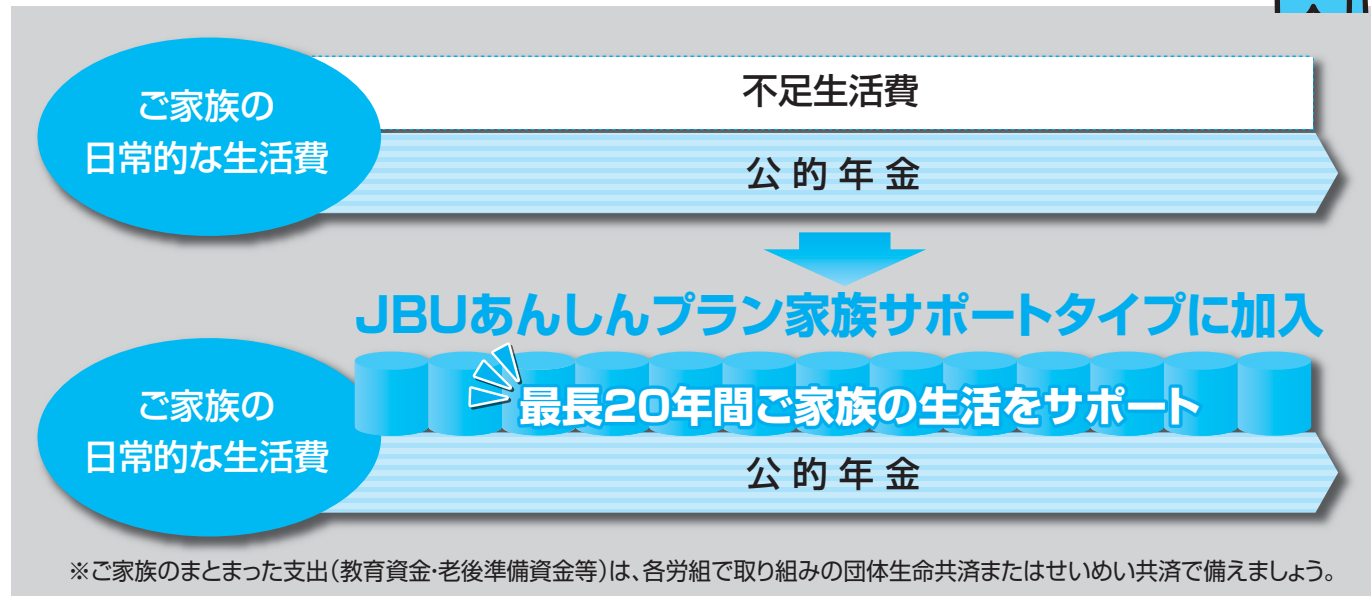 ご家族の
日常的な生活費
不足生活費
公的年金
JBUあんしんプラン家族サポートタイプに加入
ご家族の
日常的な生活費
最長20年間ご家族の生活をサポート
公的年金
※ご家族のまとまった支出(教育資金・老後準備資金等)は、各労組で取り組みの団体生命共済またはせいめい共済で備えましょう。